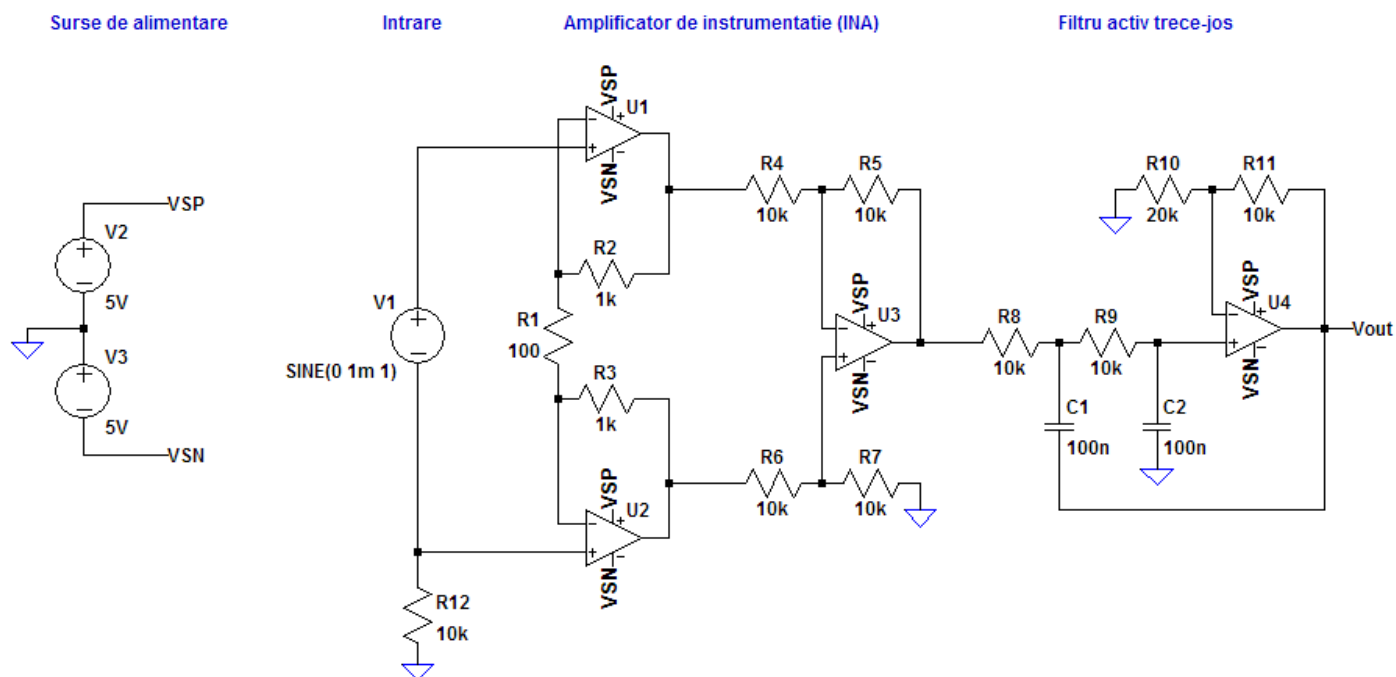 Surse de alimentare
Intrare
Amplificator de instrumentatie (INA)
Filtru activ trece-jos
VSP
V2
5V
V3
5V
VSN
V1
SINE(0 1m 1)
R12
10k
VSP
U1
VSN
R2
1k
R1
100
R3
1k
VSP
U2
VSN
R4
10k
R5
10k
VSP
U3
VSN
R6
10k
R7
10k
R8
10k
R9
10k
C1
100n
C2
100n
R10
20k
R11
10k
VSP
U4
VSN
Vout